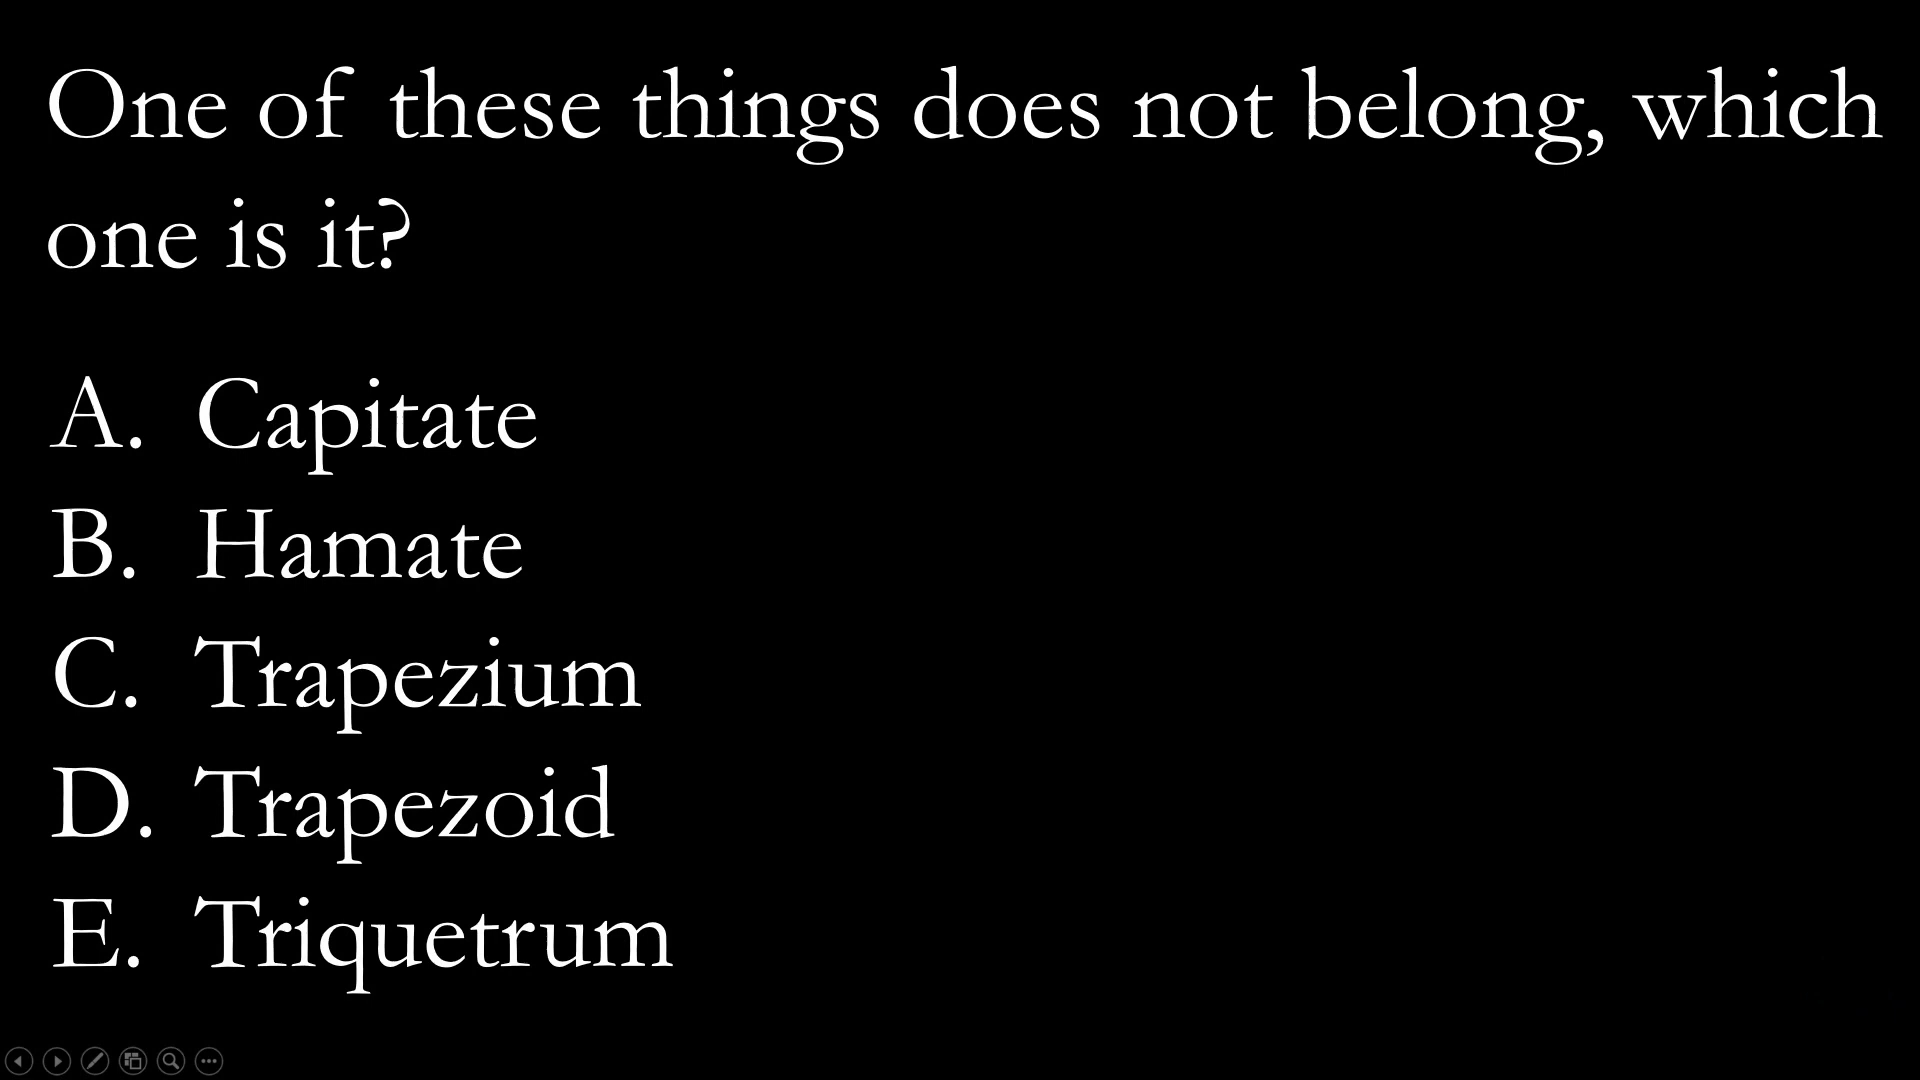 One of these things does not belong, which
one is it?
A. Capitate
B. Hamate
C. Trapezium
D. Trapezoid
E. Triquetrum